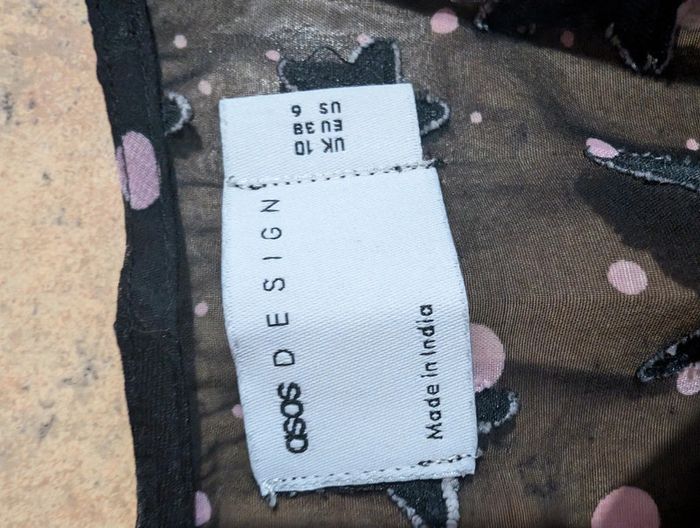 UK 10
EU 38
US 6
asos DESIGN
Made in India